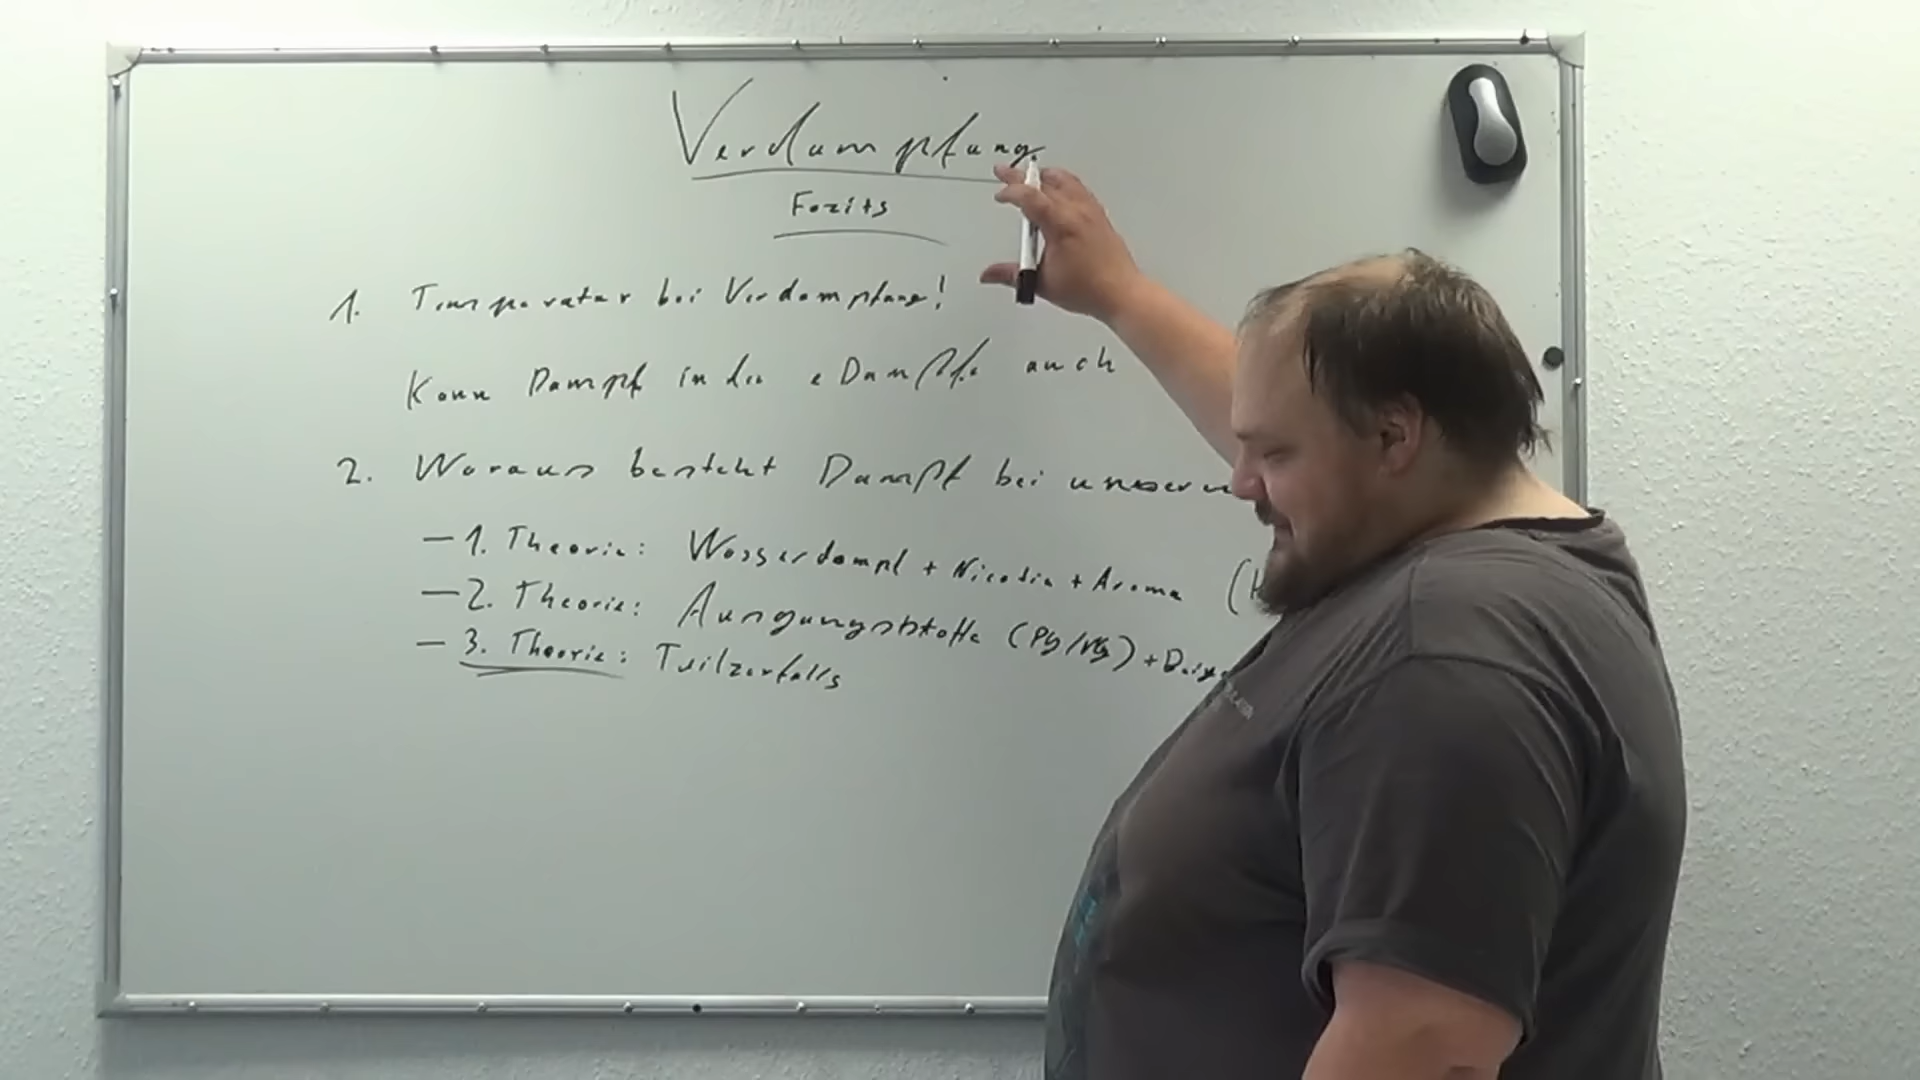 Verdampfung
Fazits
1. Temperatur bei Verdampfung!
Kann Dampf in der eDampfe auch
2. Woraus besteht Dampf bei unserer
- 1. Theorie: Wasserdampf + Nicotin + Aroma (
- 2. Theorie: Ausgangsstoffe (PG/VG) +
- 3. Theorie: Teilzerfalls